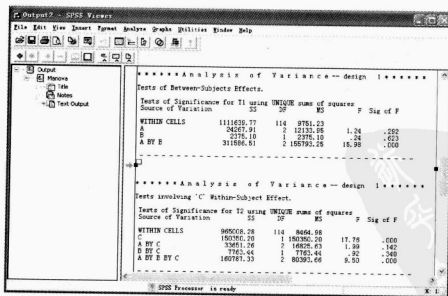 Output2 - SPSS Viewer
File Edit View Insert Format Analyze Graphs Utilities Window Help
Output
Manova
Title
Notes
Text Output
* * * * * * A n a l y s i s   o f   V a r i a n c e -- design   1 * * * * * *
Tests of Between-Subjects Effects.
Tests of Significance for T1 using UNIQUE sums of squares
Source of Variation SS DF MS F Sig of F
WITHIN CELLS 1111639.77 114 9751.23
A 24267.91 2 12133.95 1.24 .292
B 2375.10 1 2375.10 .24 .623
A BY B 311586.51 2 155793.25 15.98 .000
* * * * * * A n a l y s i s   o f   V a r i a n c e -- design   1 * * * * * *
Tests involving 'C' Within-Subject Effect.
Tests of Significance for T2 using UNIQUE sums of squares
Source of Variation SS DF MS F Sig of F
WITHIN CELLS 965008.28 114 8464.98
C 150350.20 1 150350.20 17.76 .000
A BY C 33651.26 2 16825.63 1.99 .142
B BY C 7763.44 1 7763.44 .92 .340
A BY B BY C 160787.33 2 80393.66 9.50 .000
SPSS Processor is ready